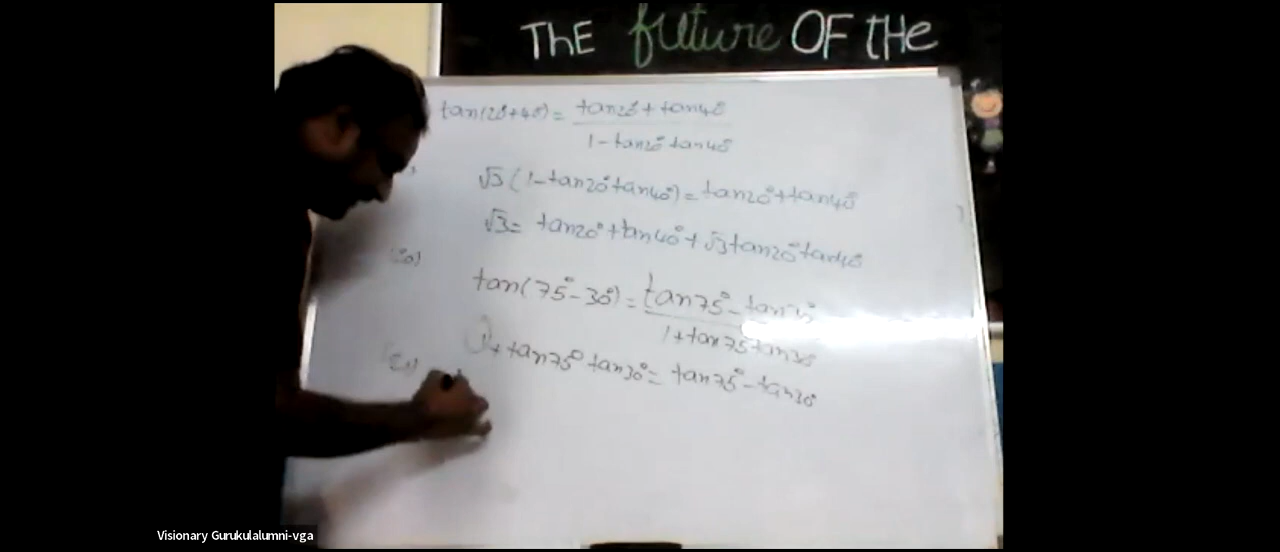 THE future OF tHe
tan(20°+40°) = tan20° + tan40°
1 - tan20° tan40°
√3 (1 - tan20° tan40°) = tan20° + tan40°
√3 = tan20° + tan40° + √3 tan20° tan40°
20)
tan(75° - 30°) = tan75° - tan30°
1 + tan75 tan30
1 + tan75° tan30° = tan75° - tan30°
21)
Visionary Gurukulalumni-vga